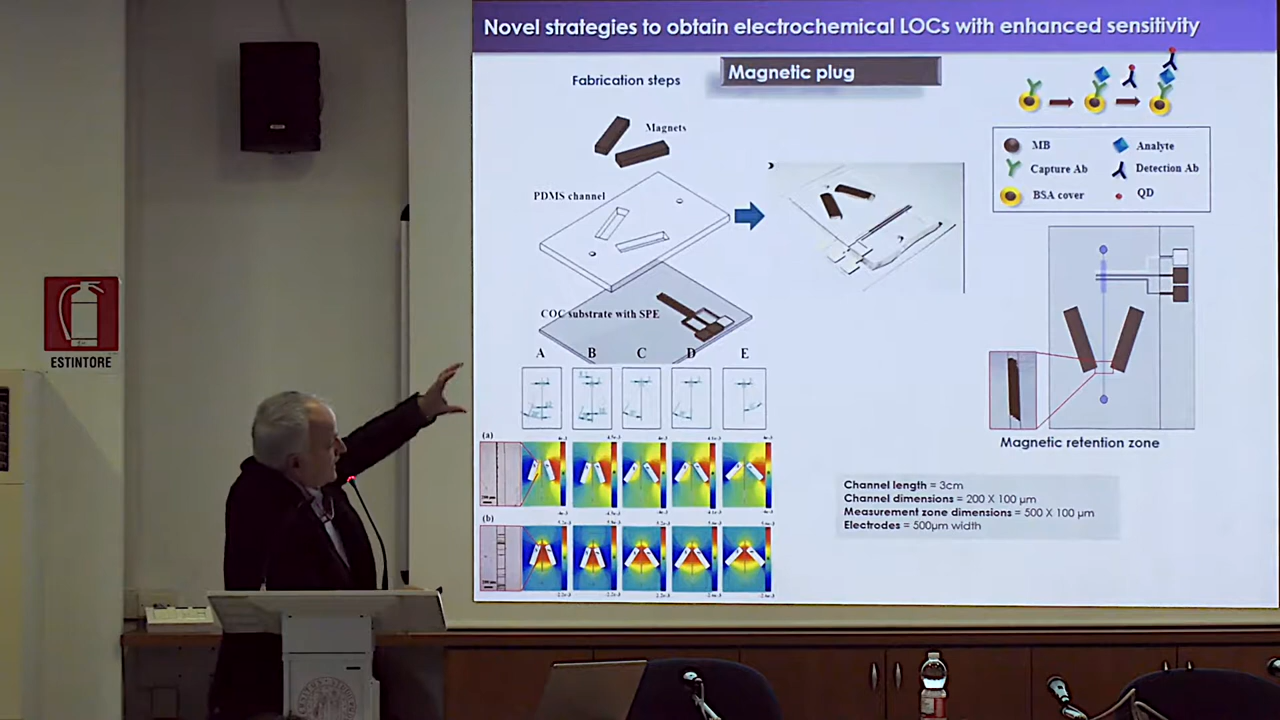 Novel strategies to obtain electrochemical LOCs with enhanced sensitivity
Magnetic plug
Fabrication steps
Magnets
PDMS channel
COC substrate with SPE
MB
Analyte
Capture Ab
Detection Ab
BSA cover
QD
A B C D E
(a)
(b)
Magnetic retention zone
Channel length = 3cm
Channel dimensions = 200 X 100 μm
Measurement zone dimensions = 500 X 100 μm
Electrodes = 500μm width
ESTINTORE